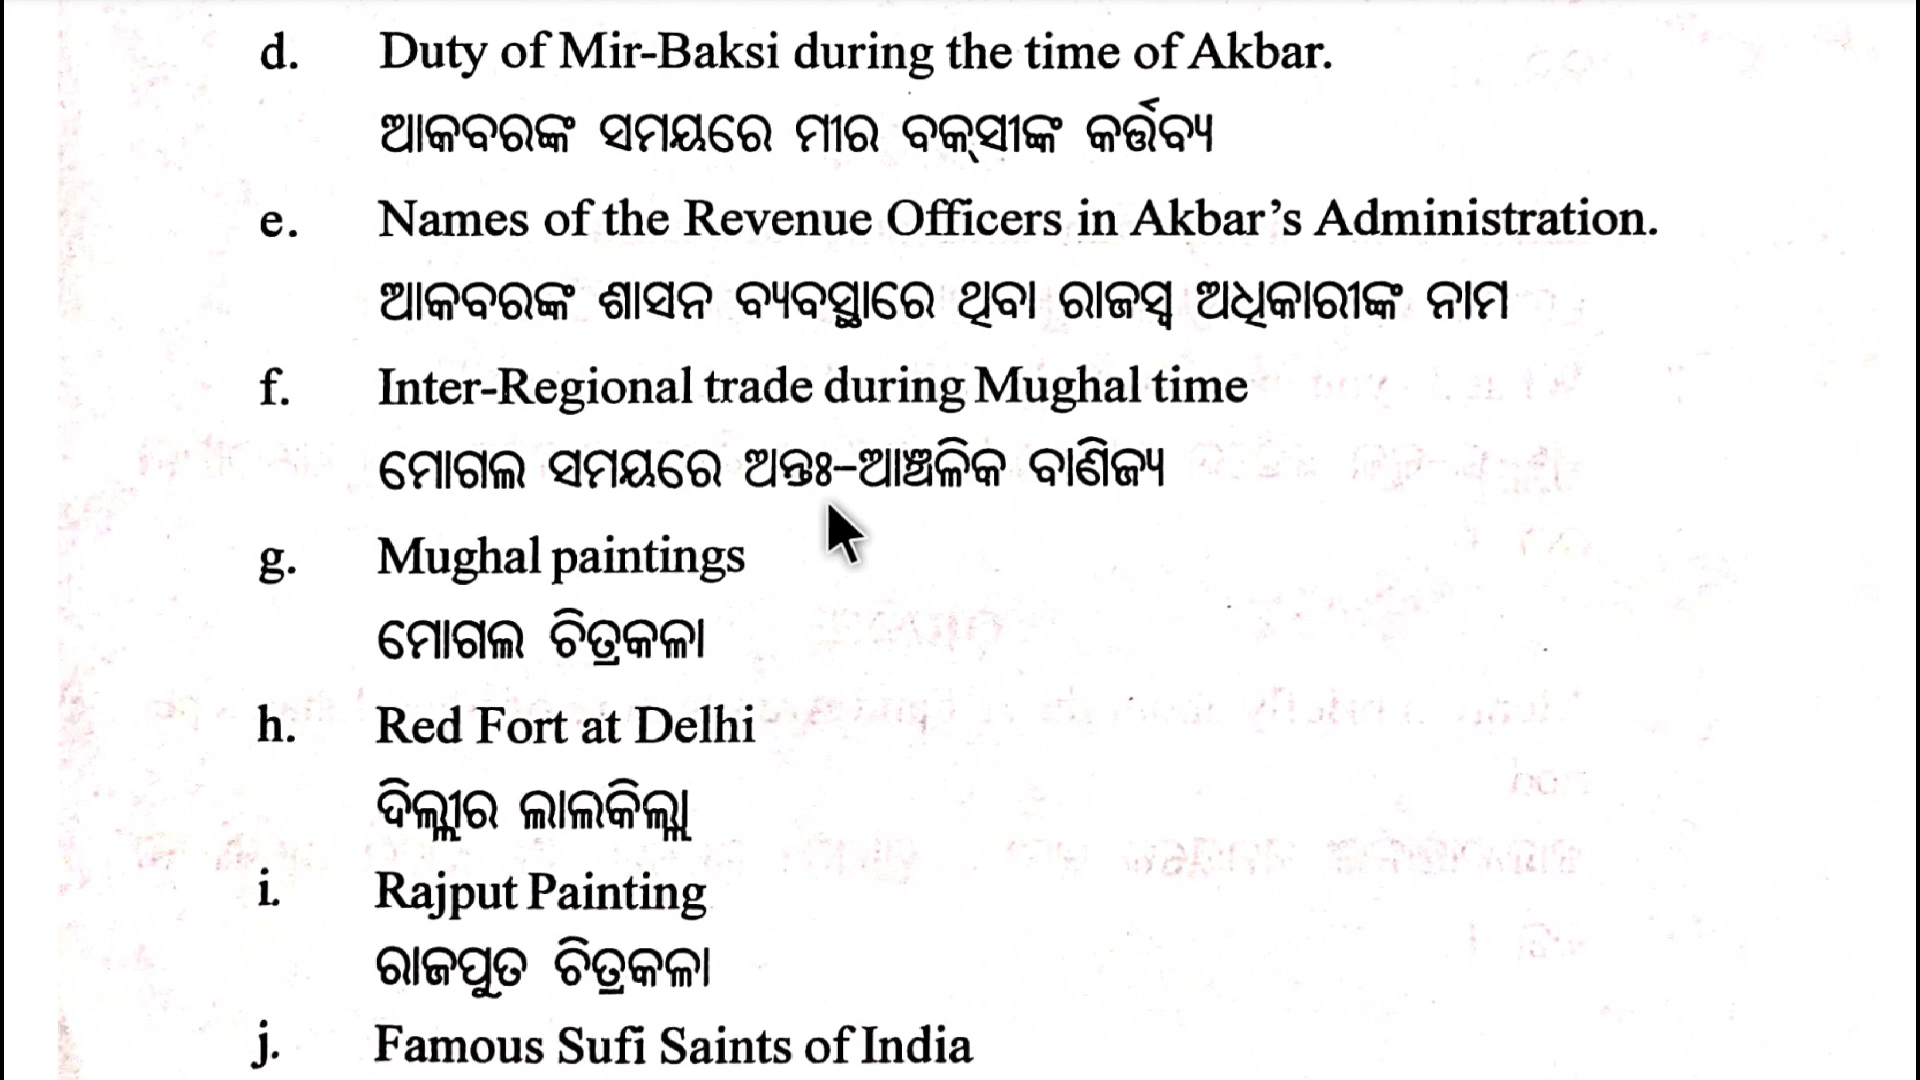 d. Duty of Mir-Baksi during the time of Akbar.
ଆକବରଙ୍କ ସମୟରେ ମୀର ବକ୍‌ସୀଙ୍କ କର୍ତ୍ତବ୍ୟ
e. Names of the Revenue Officers in Akbar’s Administration.
ଆକବରଙ୍କ ଶାସନ ବ୍ୟବସ୍ଥାରେ ଥିବା ରାଜସ୍ୱ ଅଧିକାରୀଙ୍କ ନାମ
f. Inter-Regional trade during Mughal time
ମୋଗଲ ସମୟରେ ଅନ୍ତଃ-ଆଞ୍ଚଳିକ ବାଣିଜ୍ୟ
g. Mughal paintings
ମୋଗଲ ଚିତ୍ରକଳା
h. Red Fort at Delhi
ଦିଲ୍ଲୀର ଲାଲକିଲ୍ଲା
i. Rajput Painting
ରାଜପୁତ ଚିତ୍ରକଳା
j. Famous Sufi Saints of India